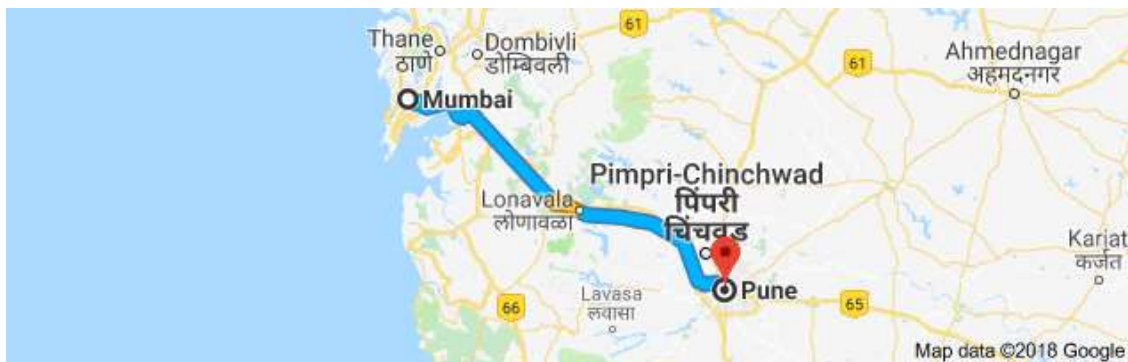 61
Thane
ठाणे
Dombivli
डोम्बिवली
Ahmednagar
अहमदनगर
61
Mumbai
Pimpri-Chinchwad
पिंपरी
चिंचवड
Lonavala
लोणावळा
Karjat
कर्जत
Lavasa
लवासा
Pune
66
65
Map data ©2018 Google